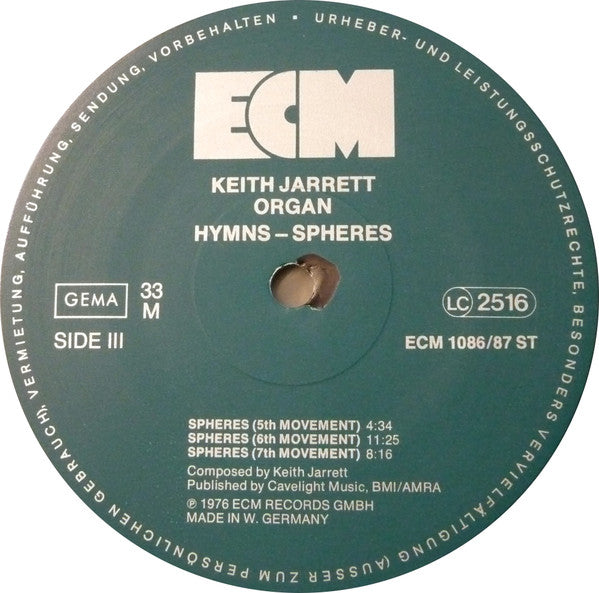 URHEBER- UND LEISTUNGSSCHUTZRECHTE, BESONDERS VERVIELFÄLTIGUNG (AUSSER ZUM PERSÖNLICHEN GEBRAUCH), VERMIETUNG, AUFFÜHRUNG, SENDUNG, VORBEHALTEN •
ECM
KEITH JARRETT
ORGAN
HYMNS – SPHERES
GEMA
33
M
LC 2516
SIDE III
ECM 1086/87 ST
SPHERES (5th MOVEMENT) 4:34
SPHERES (6th MOVEMENT) 11:25
SPHERES (7th MOVEMENT) 8:16
Composed by Keith Jarrett
Published by Cavelight Music, BMI/AMRA
℗ 1976 ECM RECORDS GMBH
MADE IN W. GERMANY